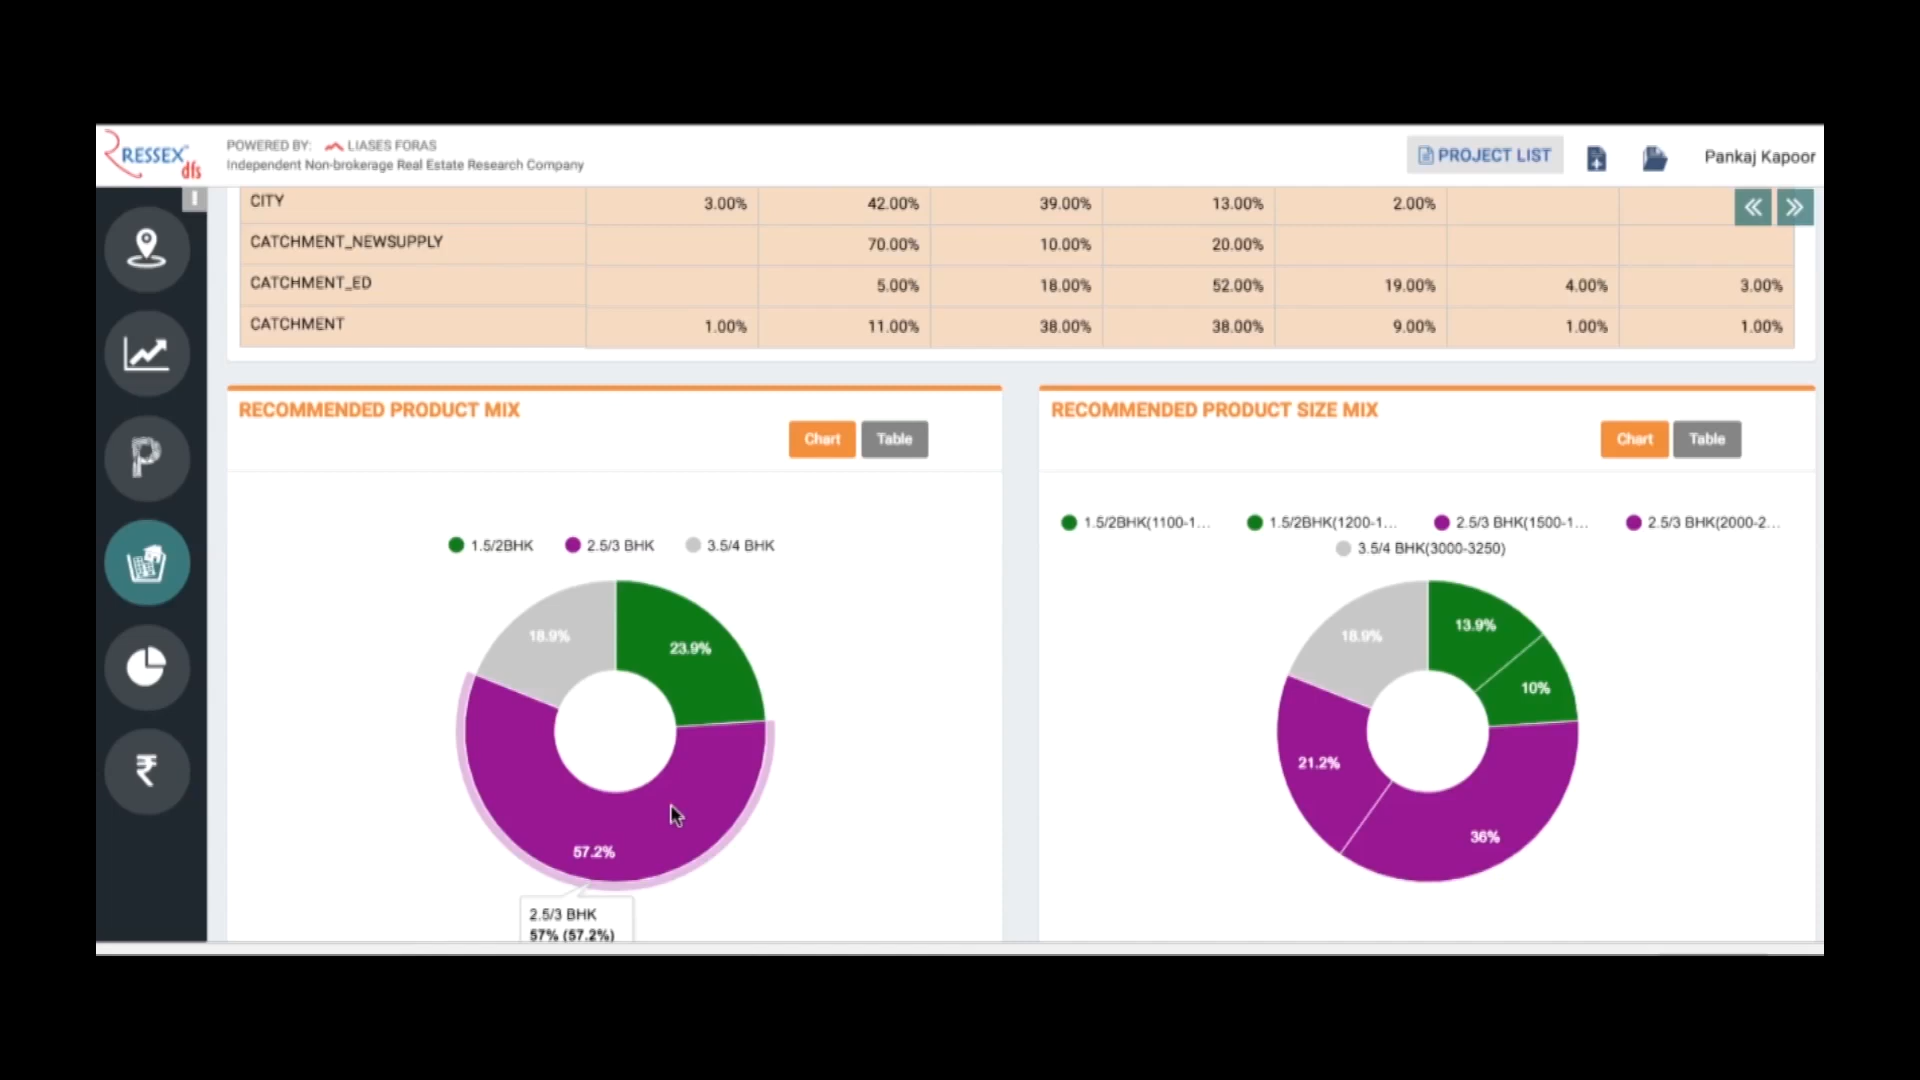 RESSEX dfs
POWERED BY: LIASES FORAS
Independent Non-brokerage Real Estate Research Company
PROJECT LIST
Pankaj Kapoor
CITY 3.00% 42.00% 39.00% 13.00% 2.00%
CATCHMENT_NEWSUPPLY 70.00% 10.00% 20.00%
CATCHMENT_ED 5.00% 18.00% 52.00% 19.00% 4.00% 3.00%
CATCHMENT 1.00% 11.00% 38.00% 38.00% 9.00% 1.00% 1.00%
RECOMMENDED PRODUCT MIX
Chart Table
1.5/2BHK 2.5/3 BHK 3.5/4 BHK
18.9%
23.9%
57.2%
2.5/3 BHK
57% (57.2%)
RECOMMENDED PRODUCT SIZE MIX
Chart Table
1.5/2BHK(1100-1... 1.5/2BHK(1200-1... 2.5/3 BHK(1500-1... 2.5/3 BHK(2000-2...
3.5/4 BHK(3000-3250)
13.9%
18.9%
10%
21.2%
36%